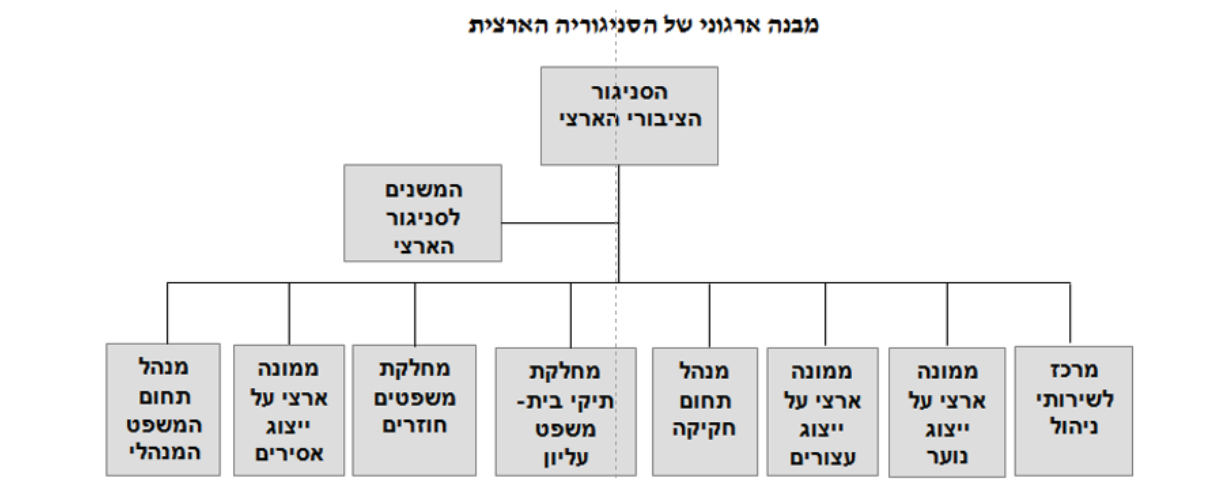 מבנה ארגוני של הסניגוריה הארצית
הסניגור
הציבורי הארצי
המשנים
לסניגור
הארצי
מרכז
לשירותי
ניהול
ממונה
ארצי על
ייצוג
נוער
ממונה
ארצי על
ייצוג
עצורים
מנהל
תחום
חקיקה
מחלקת
תיקי בית-
משפט
עליון
מחלקת
משפטים
חוזרים
ממונה
ארצי על
ייצוג
אסירים
מנהל
תחום
המשפט
המנהלי